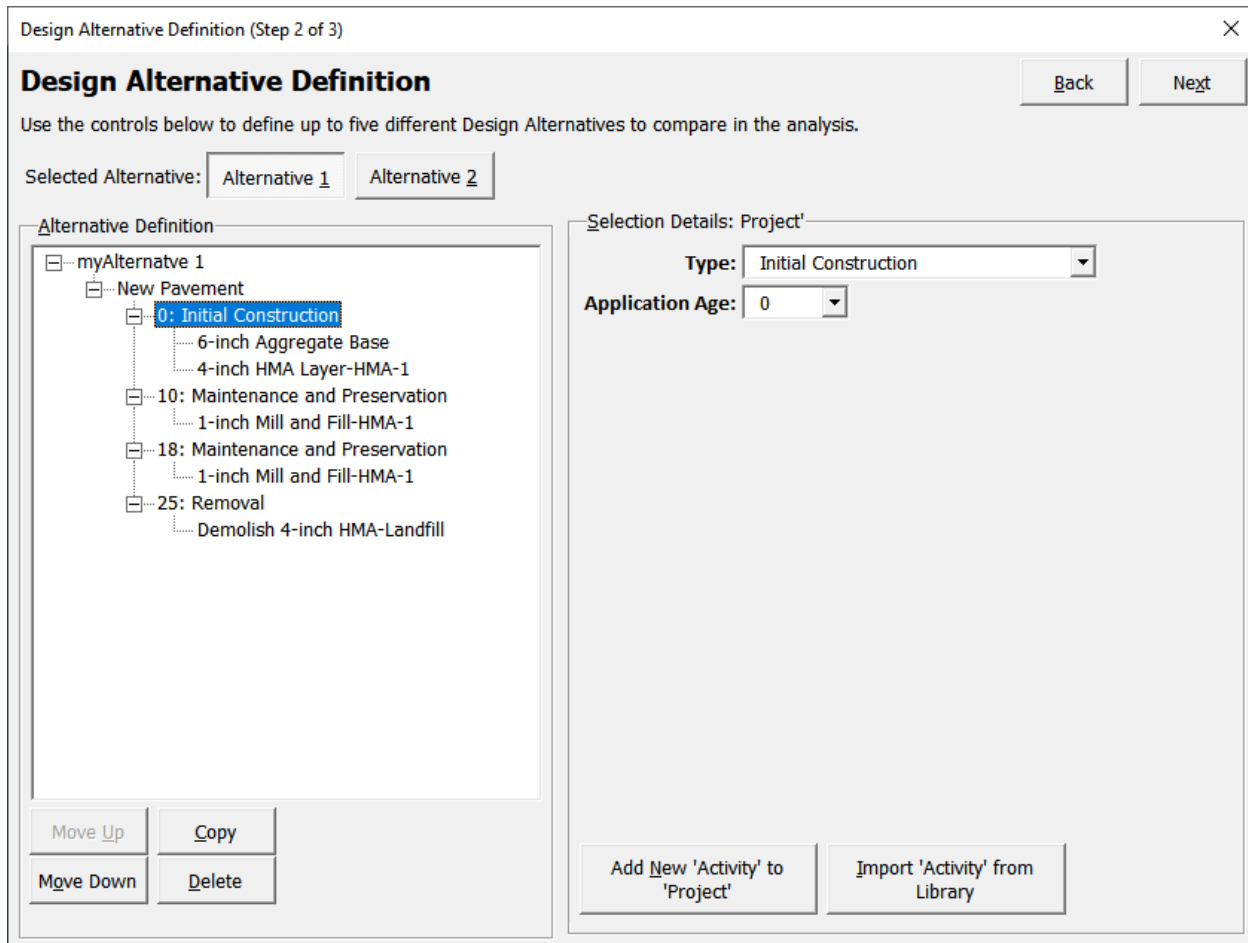 Design Alternative Definition (Step 2 of 3)
Design Alternative Definition
Back
Next
Use the controls below to define up to five different Design Alternatives to compare in the analysis.
Selected Alternative:
Alternative 1
Alternative 2
Alternative Definition
myAlternatve 1
New Pavement
0: Initial Construction
6-inch Aggregate Base
4-inch HMA Layer-HMA-1
10: Maintenance and Preservation
1-inch Mill and Fill-HMA-1
18: Maintenance and Preservation
1-inch Mill and Fill-HMA-1
25: Removal
Demolish 4-inch HMA-Landfill
Move Up
Copy
Move Down
Delete
Selection Details: Project'
Type: Initial Construction
Application Age: 0
Add New 'Activity' to
'Project'
Import 'Activity' from
Library